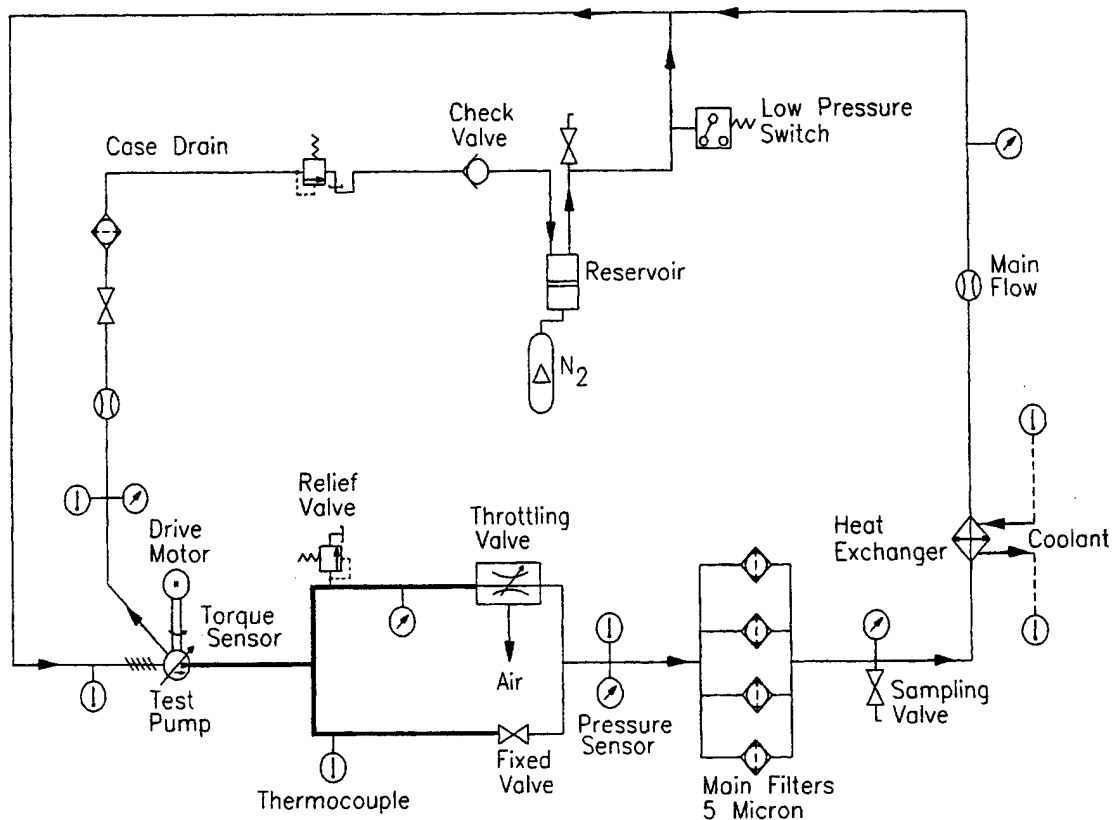 Case Drain
Check
Valve
Low Pressure
Switch
Reservoir
N2
Main
Flow
Relief
Valve
Throttling
Valve
Drive
Motor
Torque
Sensor
Heat
Exchanger
Coolant
Test
Pump
Air
Fixed
Valve
Pressure
Sensor
Sampling
Valve
Thermocouple
Main Filters
5 Micron